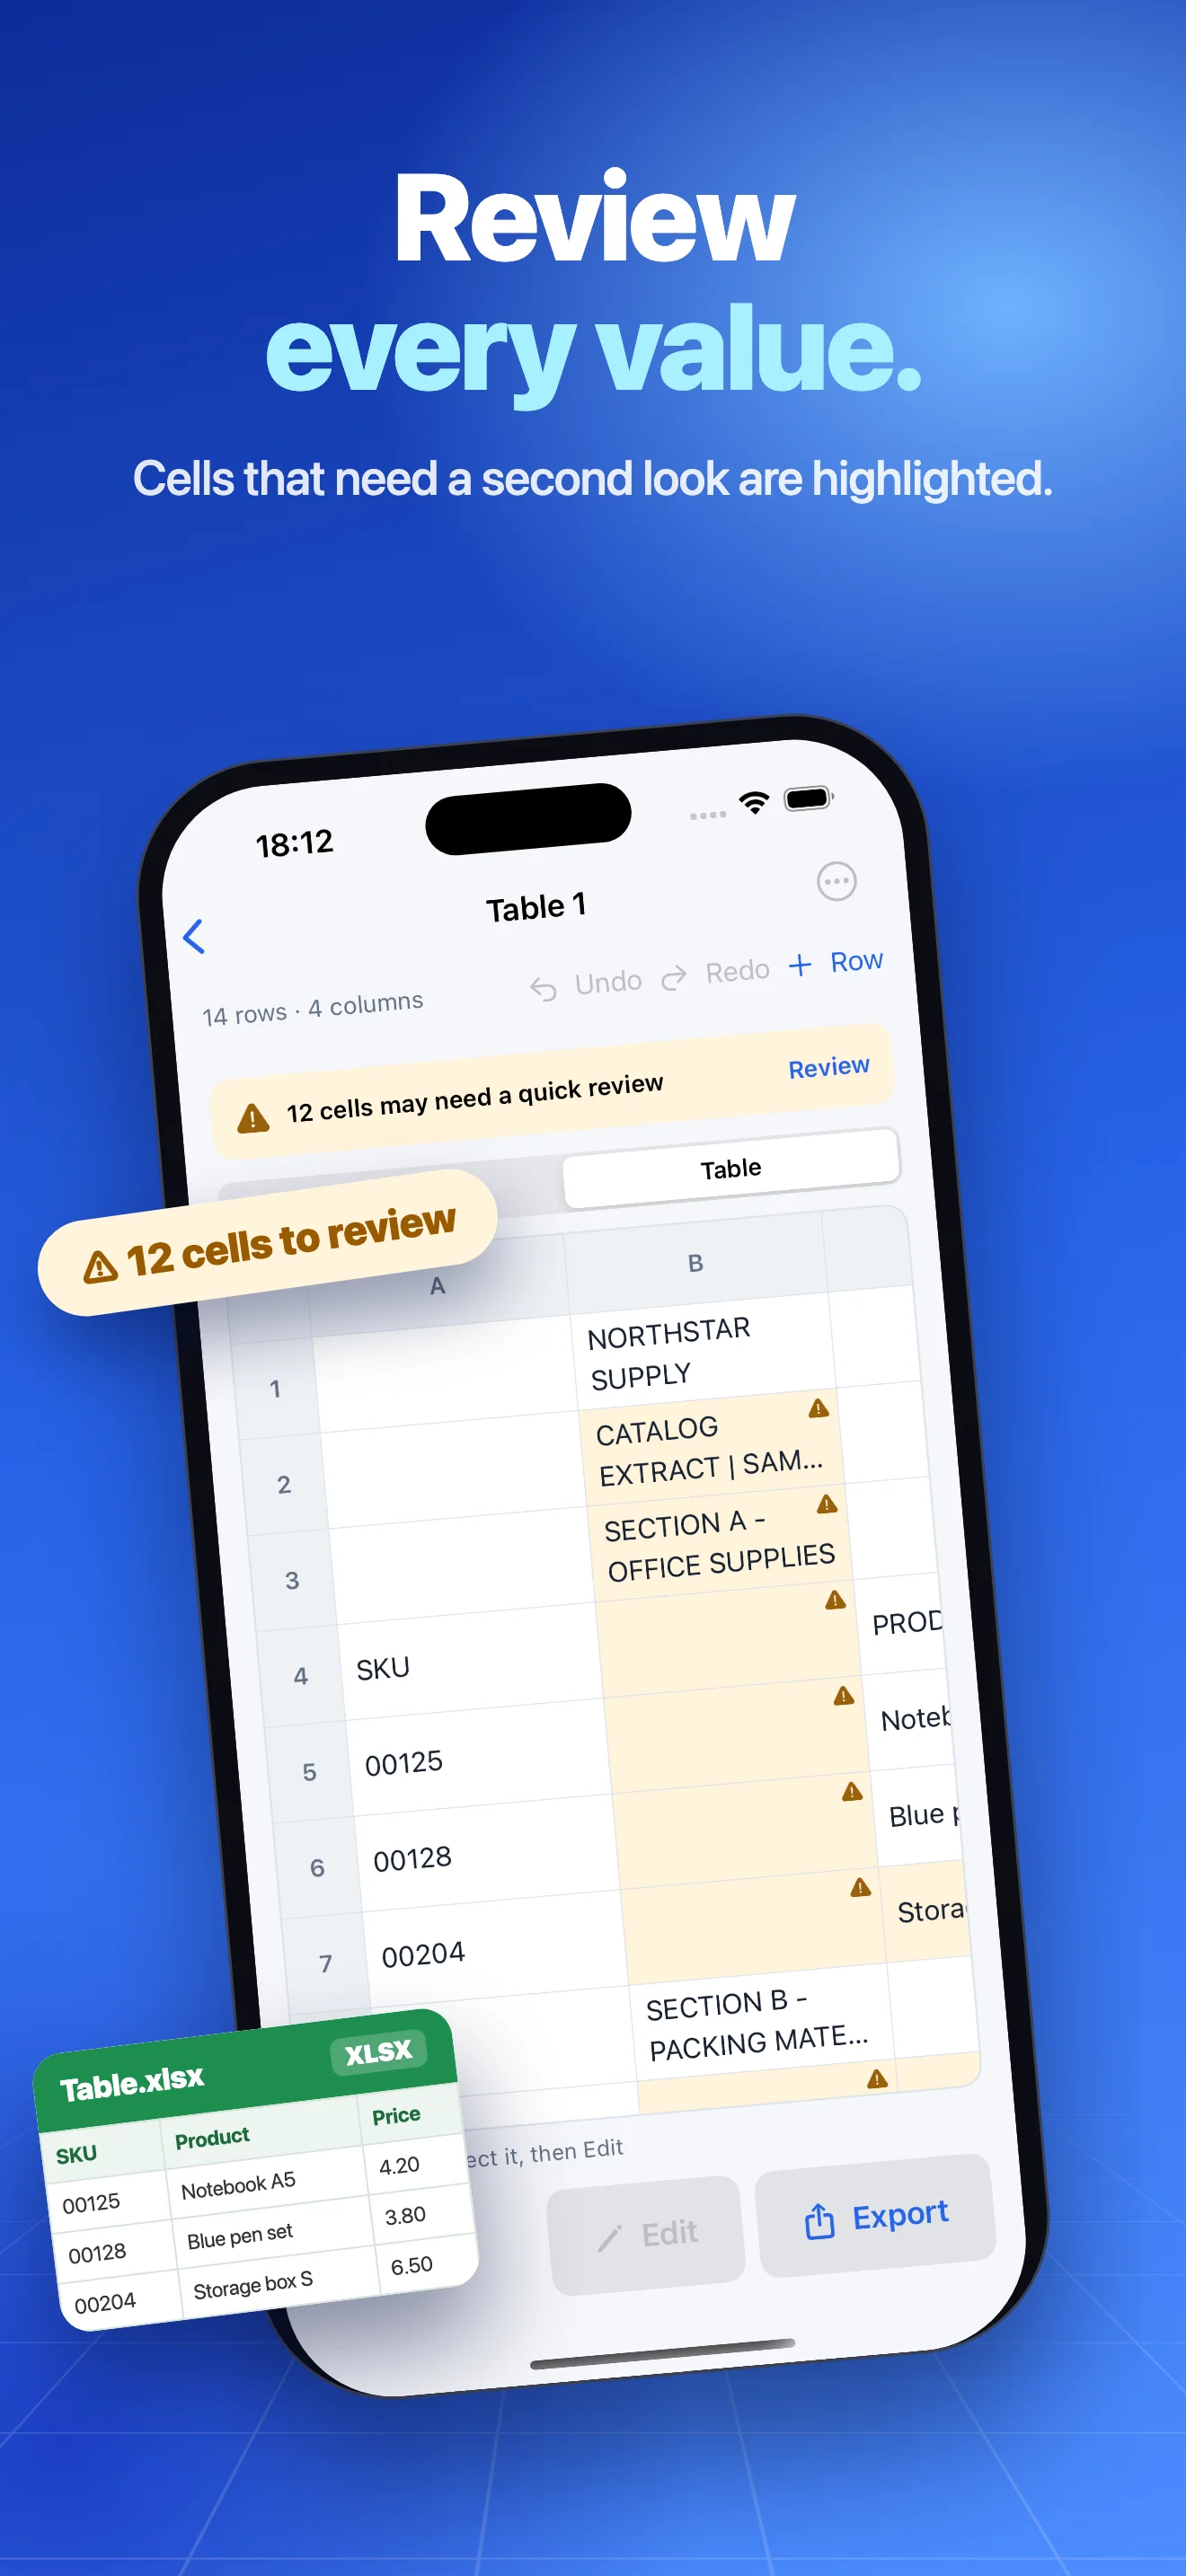 Review
every value.
Cells that need a second look are highlighted.
18:12
Table 1
14 rows · 4 columns
Undo
Redo
+ Row
12 cells may need a quick review
Review
Table
12 cells to review
A
B
1
NORTHSTAR
SUPPLY
2
CATALOG
EXTRACT | SAM...
3
SECTION A -
OFFICE SUPPLIES
4
SKU
PROD
5
00125
Noteb
6
00128
Blue p
7
00204
Stora
SECTION B -
PACKING MATE...
ect it, then Edit
Edit
Export
Table.xlsx
XLSX
SKU
Product
Price
00125
Notebook A5
4.20
00128
Blue pen set
3.80
00204
Storage box S
6.50